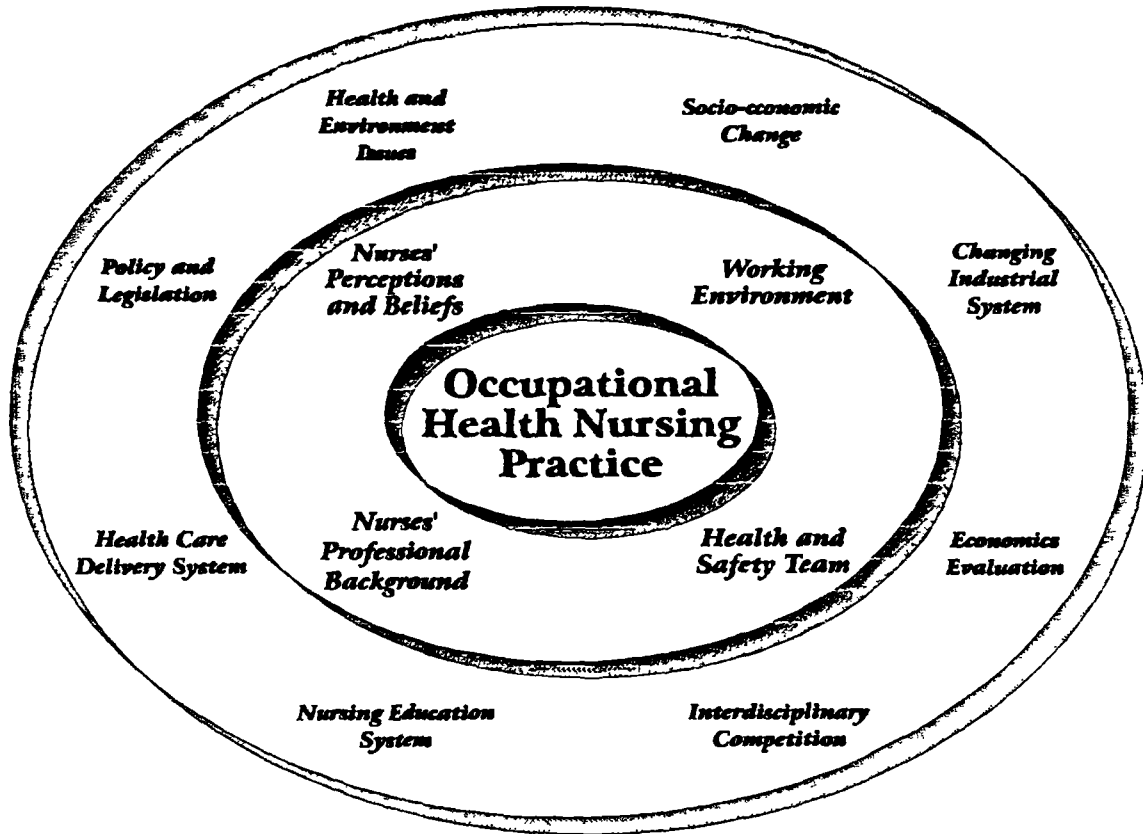 Health and
Environment
Issues
Socio-economic
Change
Policy and
Legislation
Nurses'
Perceptions
and Beliefs
Working
Environment
Changing
Industrial
System
Occupational
Health Nursing
Practice
Health Care
Delivery System
Nurses'
Professional
Background
Health and
Safety Team
Economics
Evaluation
Nursing Education
System
Interdisciplinary
Competition